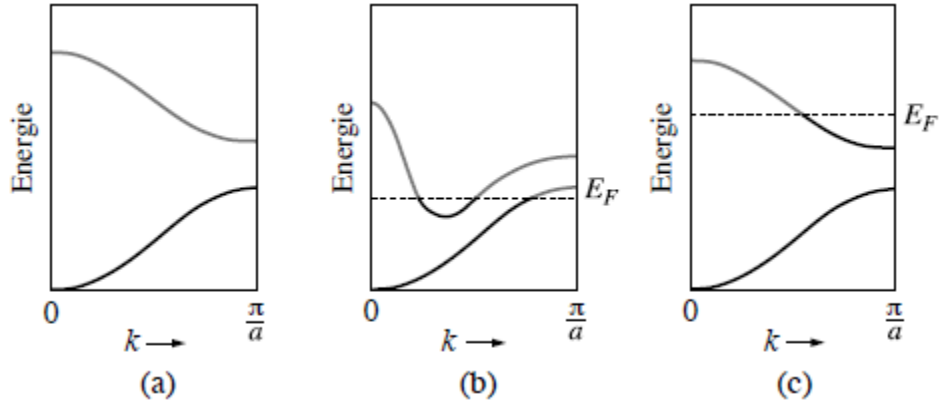 Energie
0
π
a
k
(a)
Energie
E_F
0
π
a
k
(b)
Energie
E_F
0
π
a
k
(c)